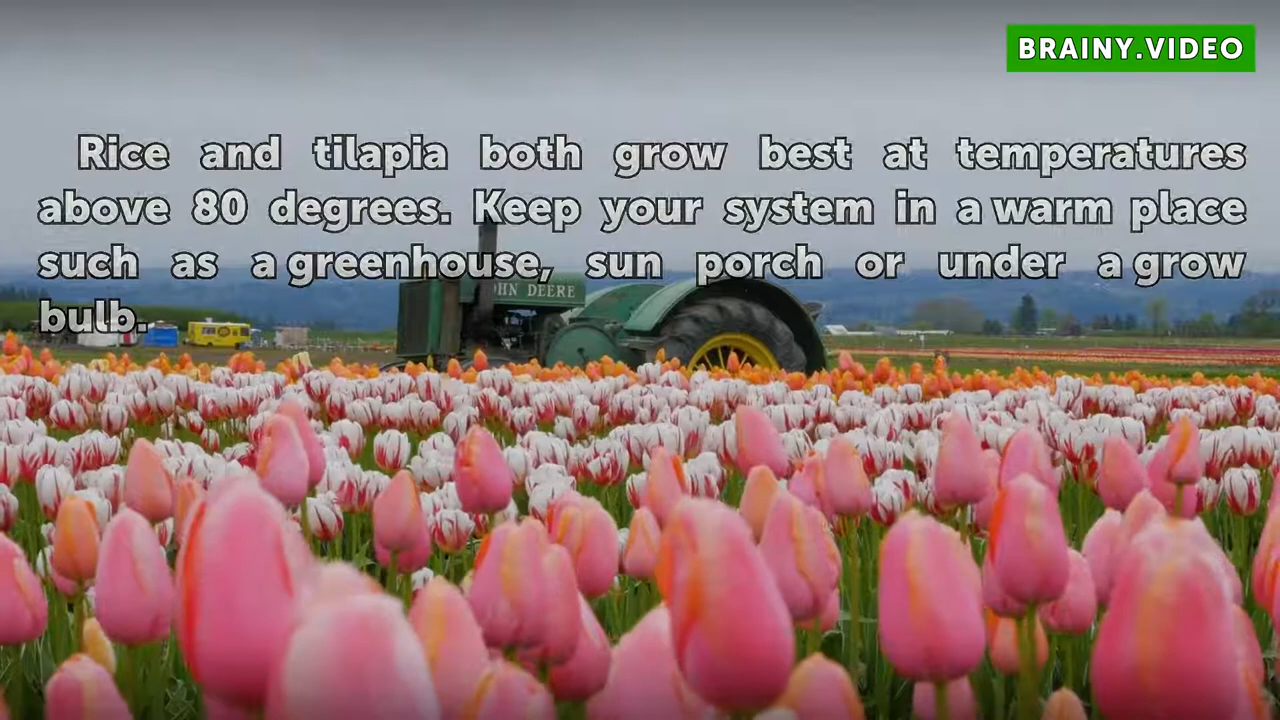 BRAINY.VIDEO
Rice and tilapia both grow best at temperatures
above 80 degrees. Keep your system in a warm place
such as a greenhouse, sun porch or under a grow
bulb.
OHN DEERE